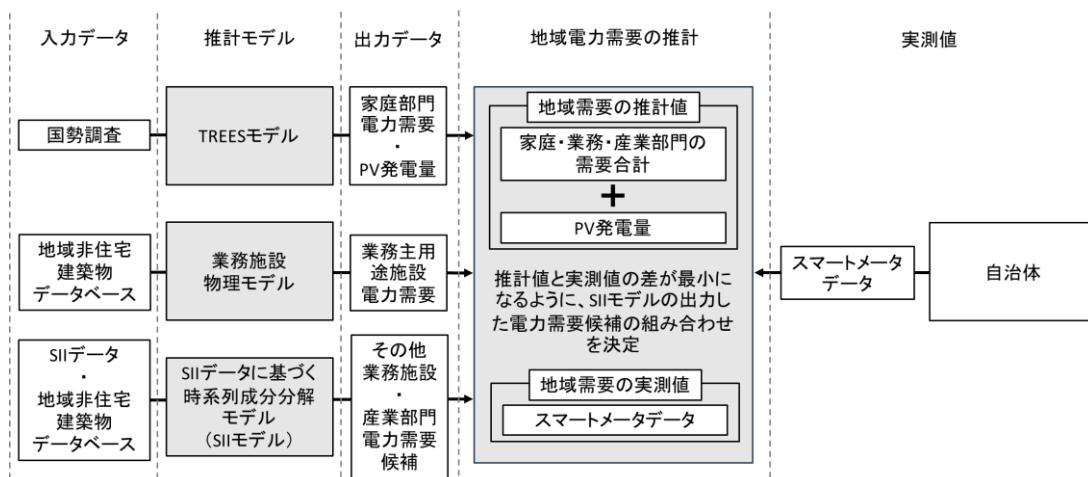 入力データ
推計モデル
出力データ
地域電力需要の推計
実測値
国勢調査
TREESモデル
家庭部門
電力需要
・
PV発電量
地域非住宅
建築物
データベース
業務施設
物理モデル
業務主用
途施設
電力需要
SIIデータ
・
地域非住宅
建築物
データベース
SIIデータに基づく
時系列成分分解
モデル
（SIIモデル）
その他
業務施設
・
産業部門
電力需要
候補
地域需要の推計値
家庭・業務・産業部門の
需要合計
+
PV発電量
推計値と実測値の差が最小に
なるように、SIIモデルの出力し
た電力需要候補の組み合わせ
を決定
地域需要の実測値
スマートメータデータ
スマートメータ
データ
自治体